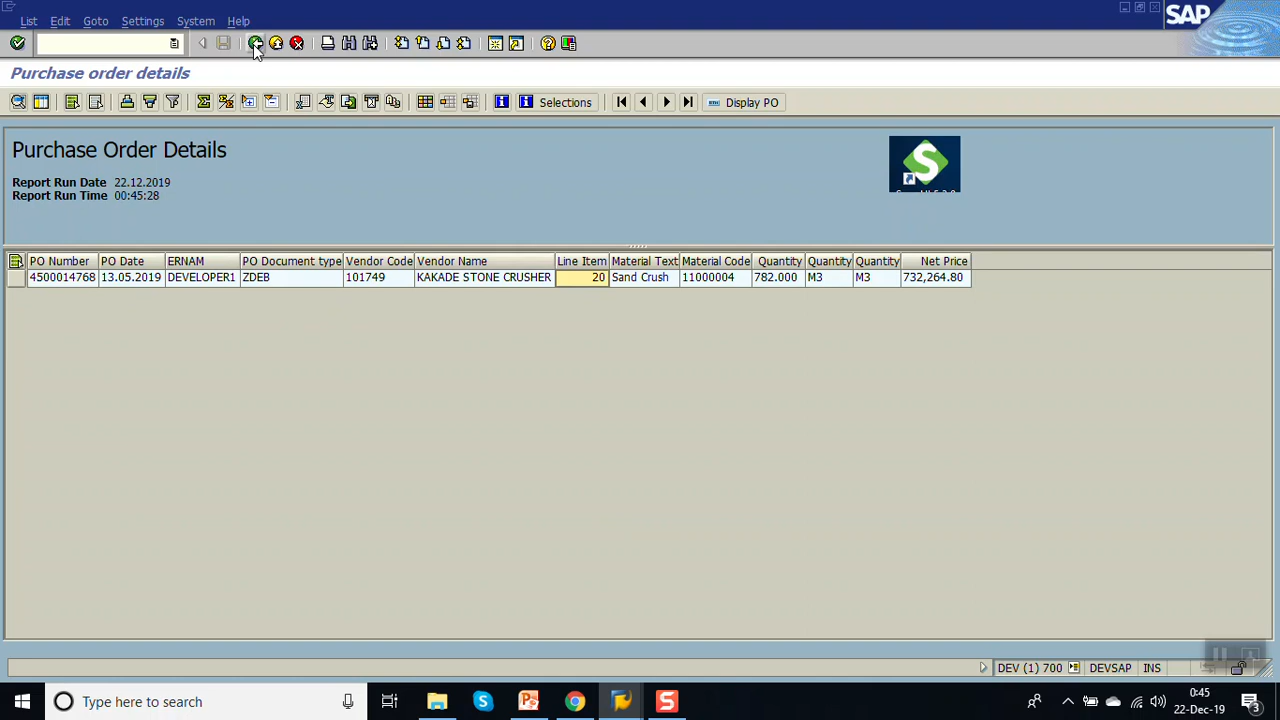 List Edit Goto Settings System Help
SAP
Purchase order details
Selections Display PO
Purchase Order Details
Report Run Date 22.12.2019
Report Run Time 00:45:28
PO Number PO Date ERNAM PO Document type Vendor Code Vendor Name Line Item Material Text Material Code Quantity Quantity Quantity Net Price
4500014768 13.05.2019 DEVELOPER1 ZDEB 101749 KAKADE STONE CRUSHER 20 Sand Crush 11000004 782.000 M3 M3 732,264.80
DEV (1) 700 DEVSAP INS
Type here to search
0:45
22-Dec-19
3